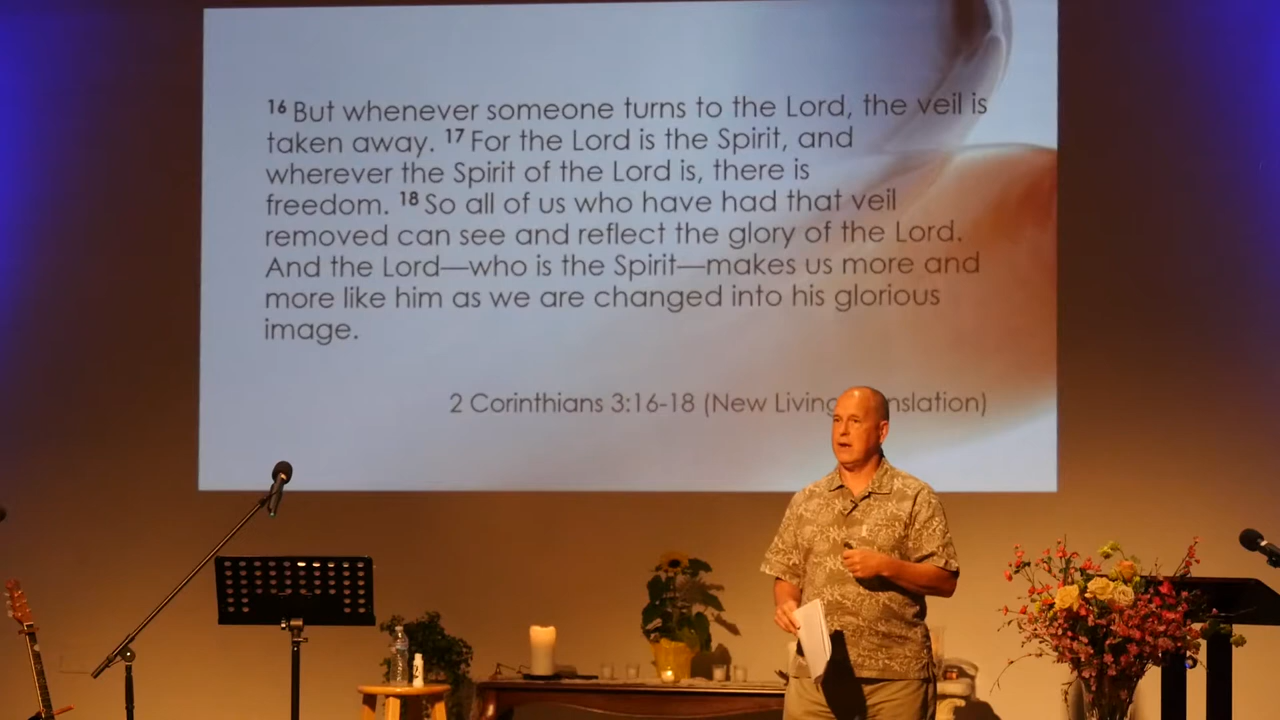 16 But whenever someone turns to the Lord, the veil is
taken away. 17 For the Lord is the Spirit, and
wherever the Spirit of the Lord is, there is
freedom. 18 So all of us who have had that veil
removed can see and reflect the glory of the Lord.
And the Lord—who is the Spirit—makes us more and
more like him as we are changed into his glorious
image.
2 Corinthians 3:16-18 (New Living nslation)